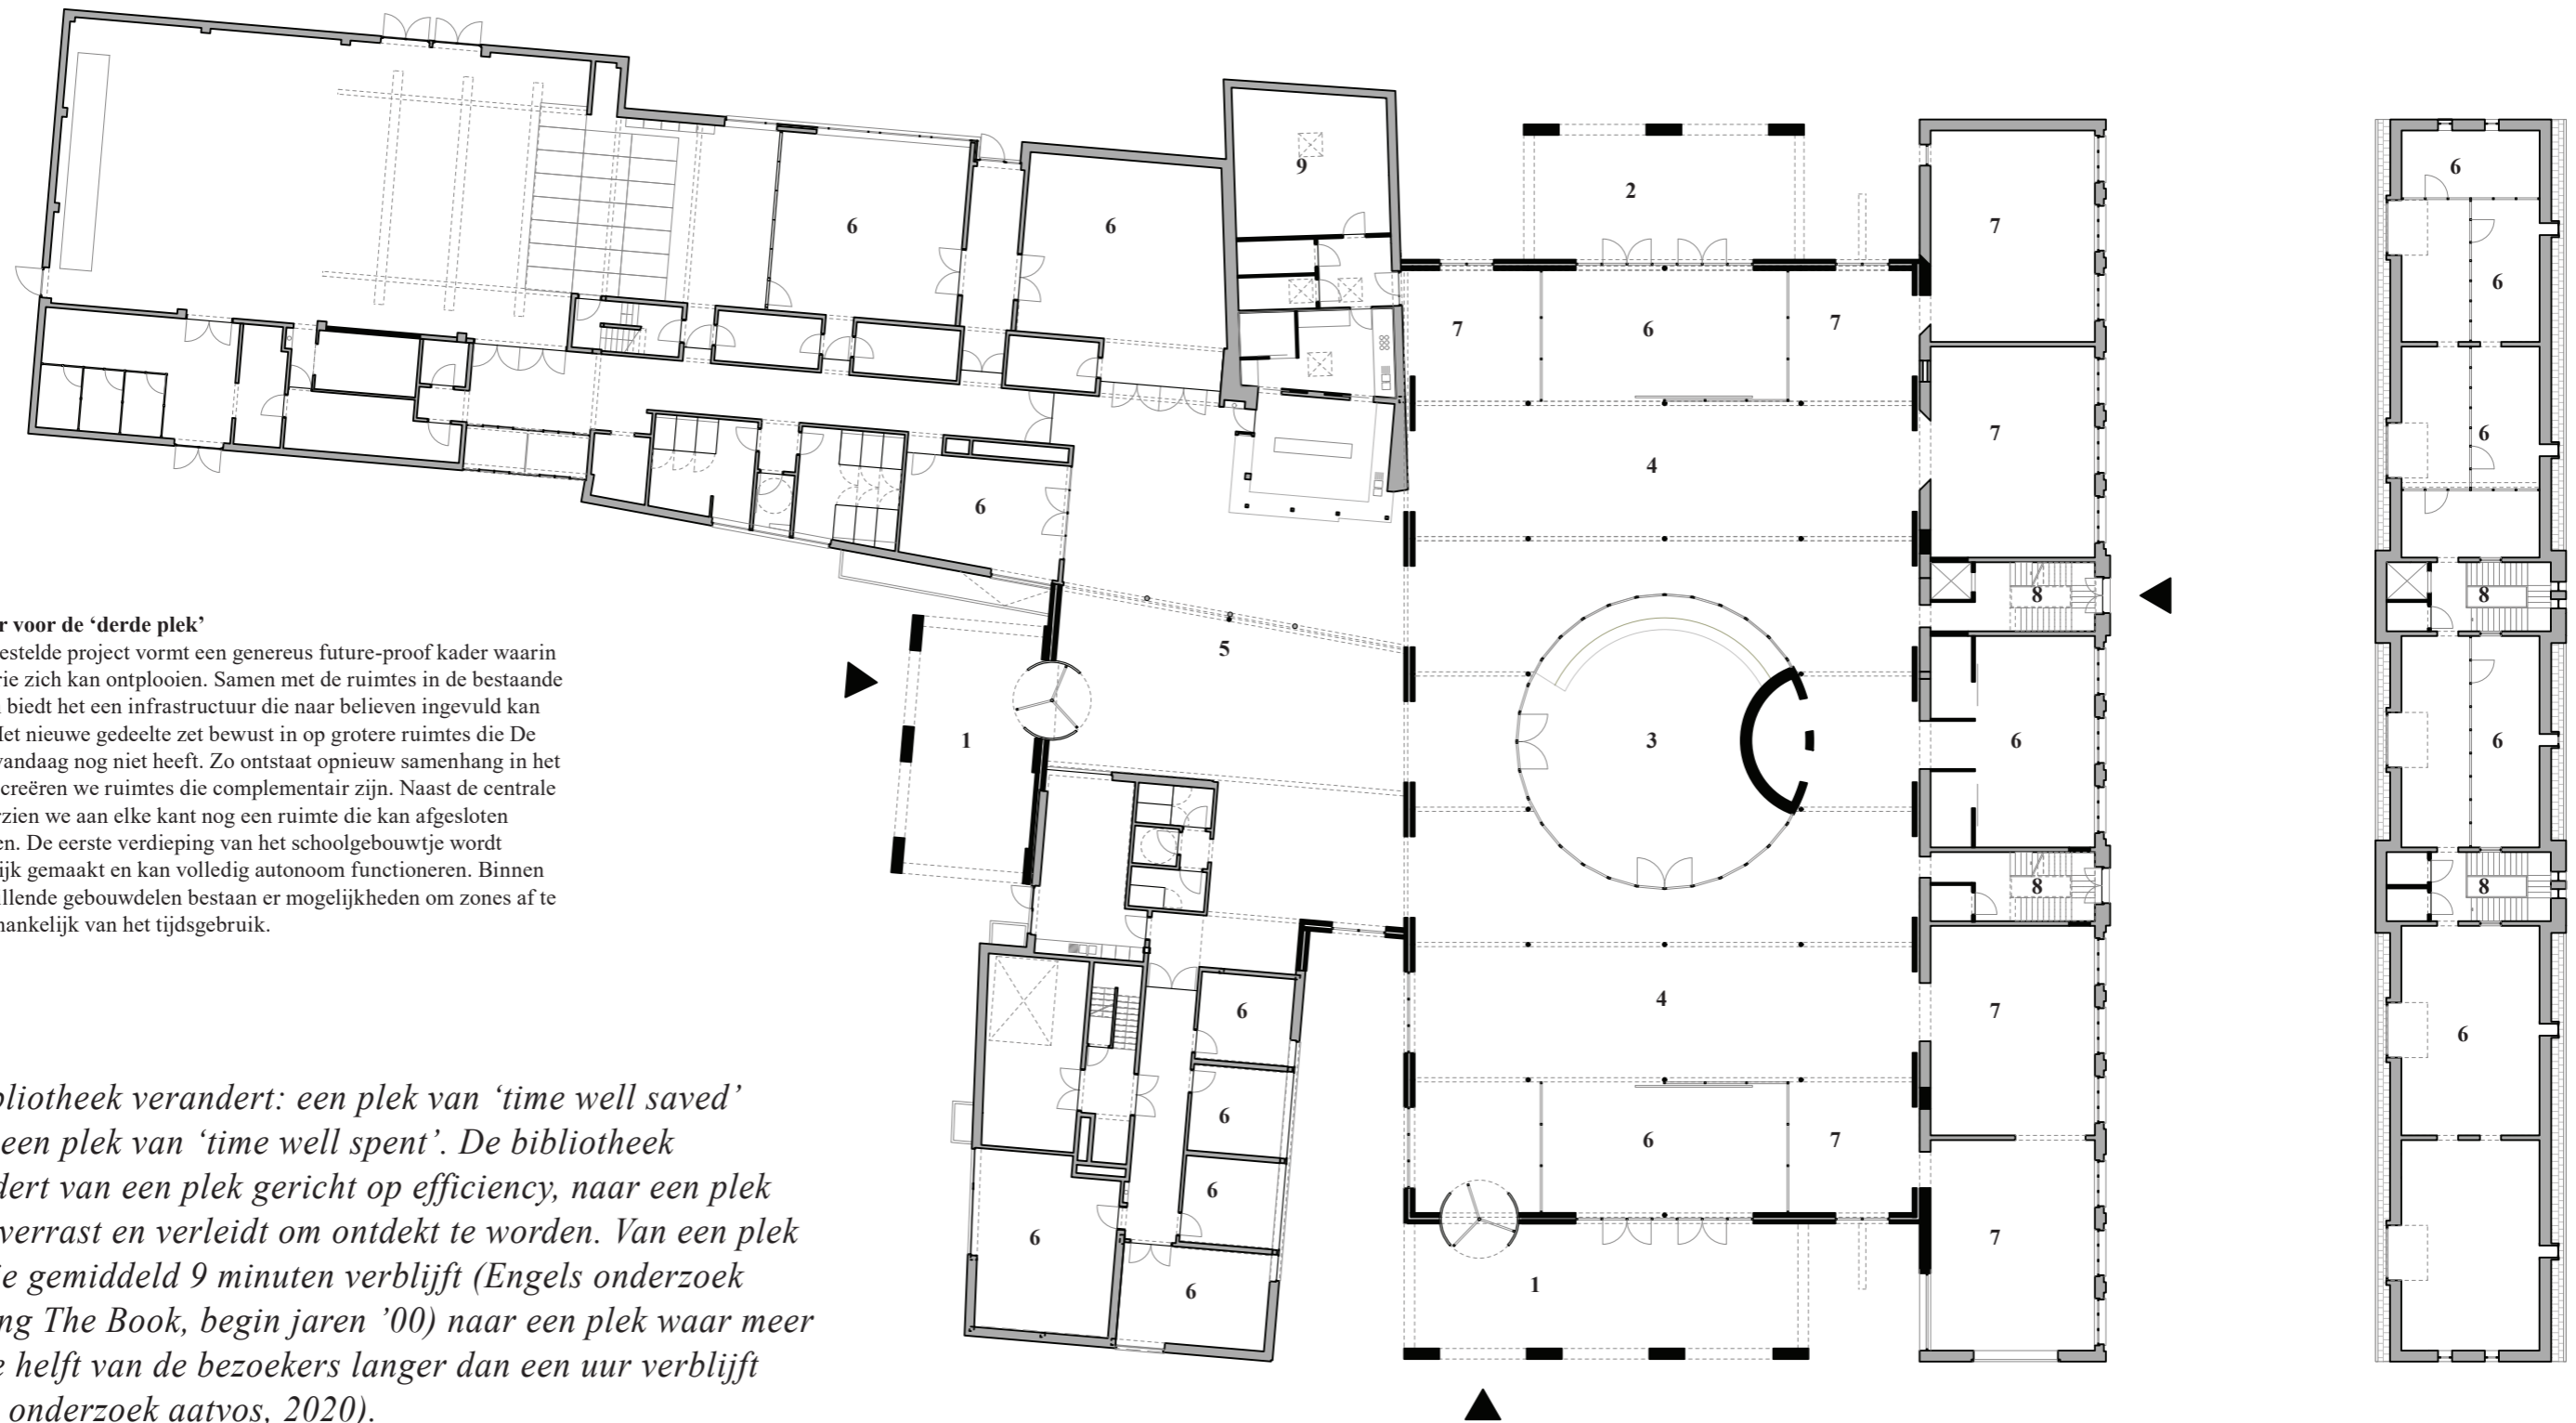 r voor de ‘derde plek’
estelde project vormt een genereus future-proof kader waarin
rie zich kan ontplooien. Samen met de ruimtes in de bestaande
biedt het een infrastructuur die naar believen ingevuld kan
Het nieuwe gedeelte zet bewust in op grotere ruimtes die De
vandaag nog niet heeft. Zo ontstaat opnieuw samenhang in het
creëren we ruimtes die complementair zijn. Naast de centrale
rzien we aan elke kant nog een ruimte die kan afgesloten
en. De eerste verdieping van het schoolgebouwtje wordt
ijk gemaakt en kan volledig autonoom functioneren. Binnen
illende gebouwdelen bestaan er mogelijkheden om zones af te
hankelijk van het tijdsgebruik.
bliotheek verandert: een plek van ‘time well saved’
een plek van ‘time well spent’. De bibliotheek
dert van een plek gericht op efficiency, naar een plek
verrast en verleidt om ontdekt te worden. Van een plek
ie gemiddeld 9 minuten verblijft (Engels onderzoek
ng The Book, begin jaren ’00) naar een plek waar meer
e helft van de bezoekers langer dan een uur verblijft
onderzoek aatvos, 2020).
9
2
6
6
7
7
6
7
7
4
6
8
5
1
3
6
8
4
6
7
6
6
7
6
6
7
6
1
6
6
6
8
6
8
6